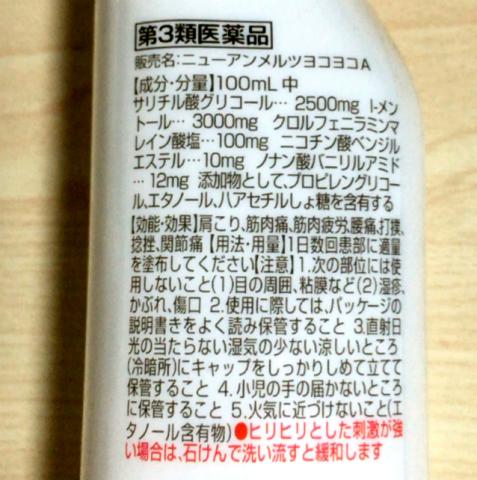 第3類医薬品
販売名:ニューアンメルツヨコヨコA
【成分・分量】100mL中
サリチル酸グリコール… 2500mg l-メン
トール… 3000mg クロルフェニラミンマ
レイン酸塩… 100mg ニコチン酸ベンジル
エステル… 10mg ノナン酸バニリルアミド
… 12mg 添加物として、プロピレングリコー
ル、エタノール、ハアセチルしょ糖を含有する
【効能・効果】肩こり、筋肉痛、筋肉疲労、腰痛、打撲、
捻挫、関節痛【用法・用量】1日数回患部に適量
を塗布してください【注意】1.次の部位には使
用しないこと(1)目の周囲、粘膜など(2)湿疹、
かぶれ、傷口 2.使用に際しては、パッケージの
説明書きをよく読み保管すること 3.直射日
光の当たらない湿気の少ない涼しいところ
(冷暗所)にキャップをしっかりしめて立てて
保管すること 4.小児の手の届かないところ
に保管すること 5.火気に近づけないこと(エ
タノール含有物)●ヒリヒリとした刺激が強
い場合は、石けんで洗い流すと緩和します